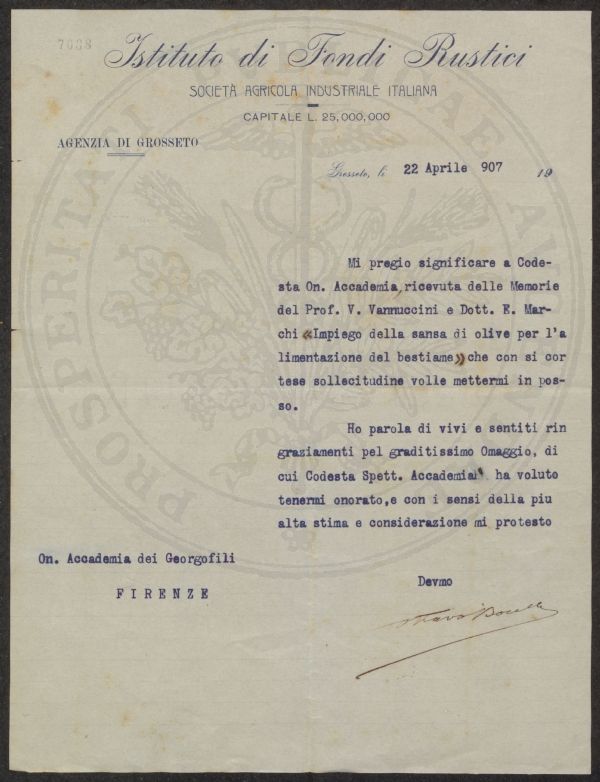 7038
Istituto di Fondi Rustici
SOCIETÀ AGRICOLA INDUSTRIALE ITALIANA
CAPITALE L. 25,000,000
AGENZIA DI GROSSETO
Grosseto, li 22 Aprile 907 19
Mi pregio significare a Code-
sta On. Accademia, ricevuta delle Memorie
del Prof. V. Vannuccini e Dott. E. Mar-
chi «Impiego della sansa di olive per l'a
limentazione del bestiame,» che con si cor
tese sollecitudine volle mettermi in pos-
so.
Ho parola di vivi e sentiti rin
graziamenti pel graditissimo Omaggio, di
cui Codesta Spett. Accademia ha voluto
tenermi onorato, e con i sensi della piu
alta stima e considerazione mi protesto
On. Accademia dei Georgofili
Devmo
FIRENZE
PROSPERITATI PUBLICAE AUGENDAE